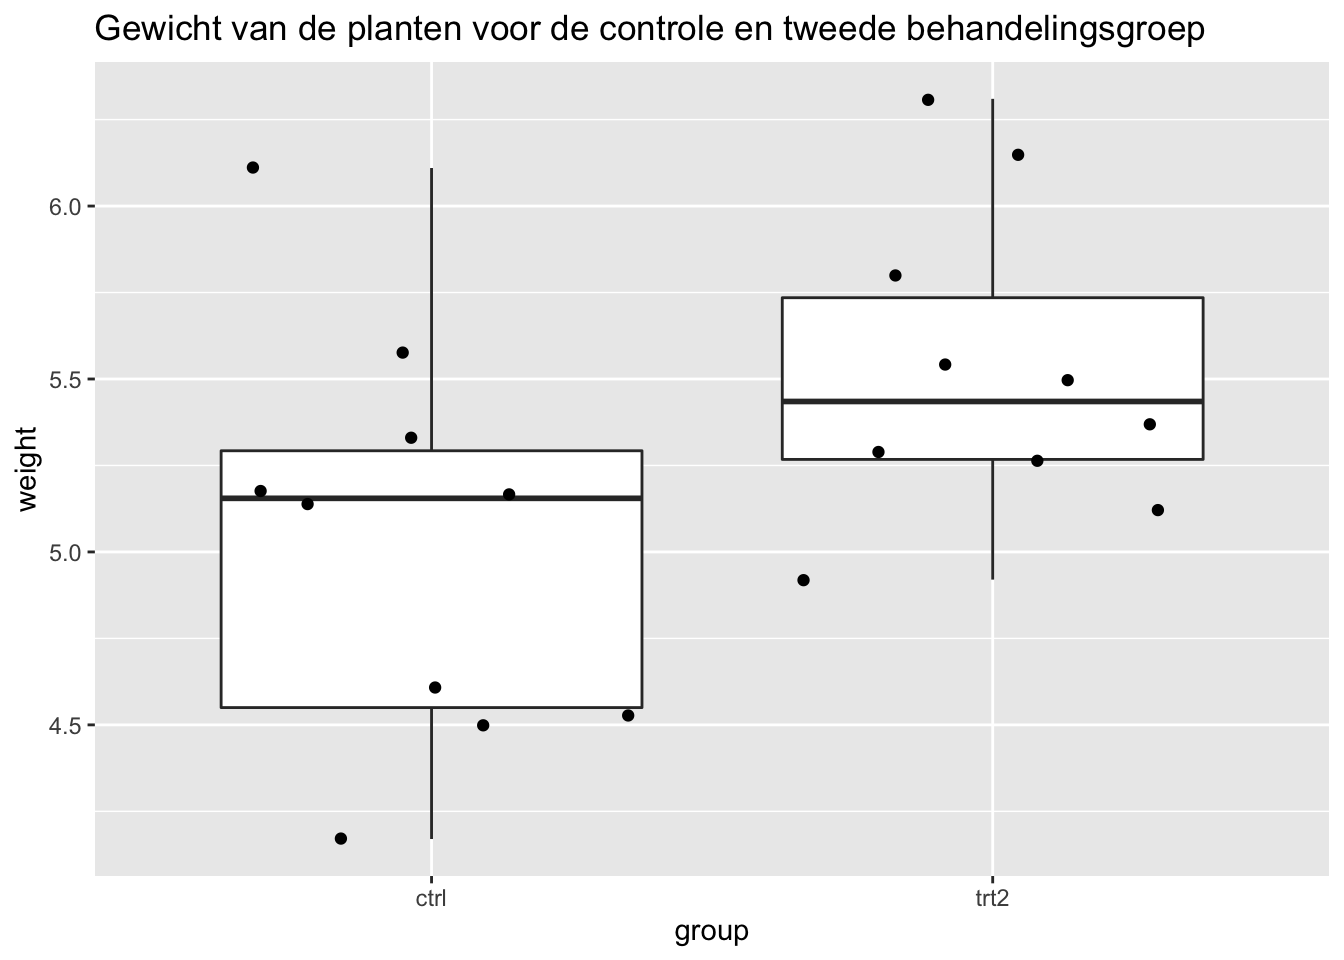 Gewicht van de planten voor de controle en tweede behandelingsgroep
6.0
5.5
5.0
4.5
weight
ctrl trt2
group